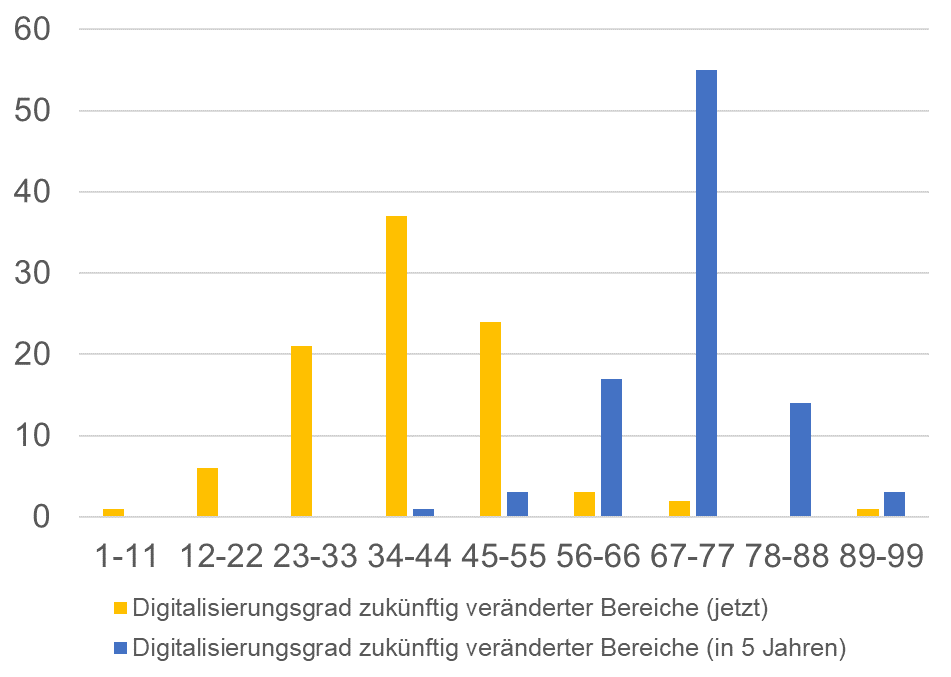 60
50
40
30
20
10
0
1-11 12-22 23-33 34-44 45-55 56-66 67-77 78-88 89-99
Digitalisierungsgrad zukünftig veränderter Bereiche (jetzt)
Digitalisierungsgrad zukünftig veränderter Bereiche (in 5 Jahren)